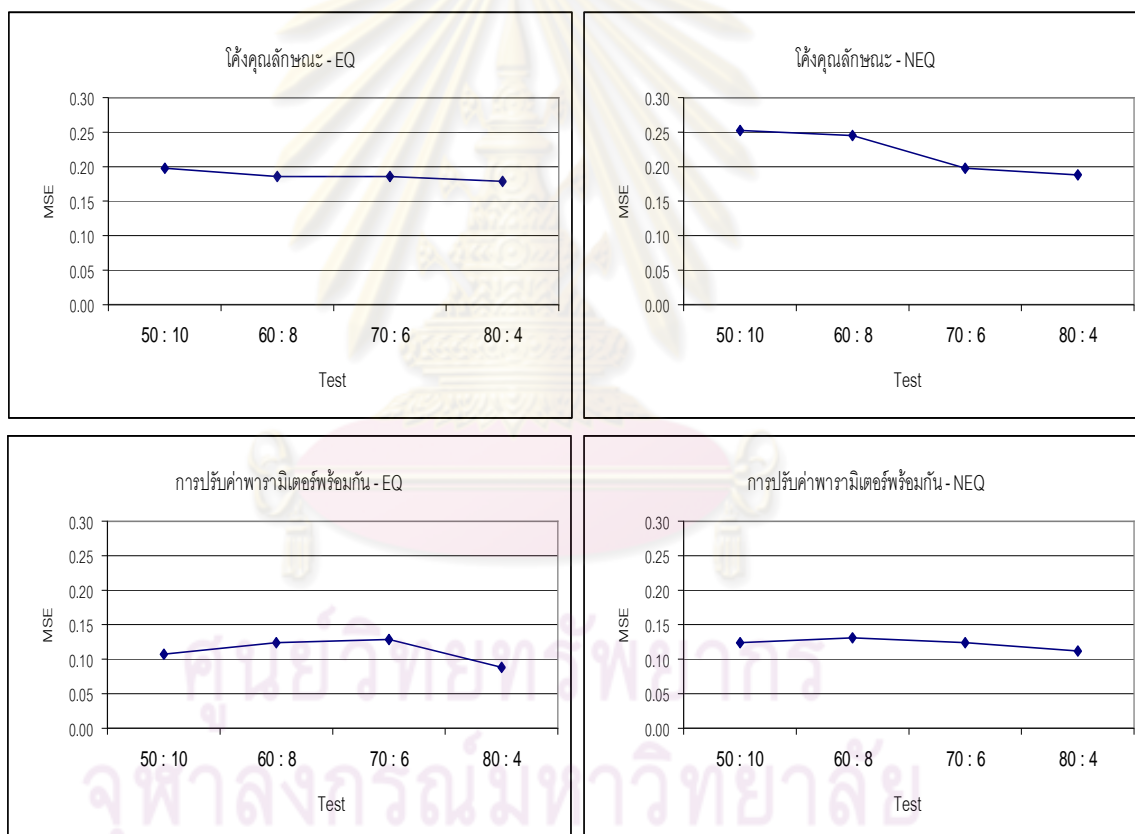 โค้งคุณลักษณะ - EQ
0.30
0.25
0.20
0.15
0.10
0.05
0.00
MSE
50 : 10 60 : 8 70 : 6 80 : 4
Test
โค้งคุณลักษณะ - NEQ
0.30
0.25
0.20
0.15
0.10
0.05
0.00
MSE
50 : 10 60 : 8 70 : 6 80 : 4
Test
การปรับค่าพารามิเตอร์พร้อมกัน - EQ
0.30
0.25
0.20
0.15
0.10
0.05
0.00
MSE
50 : 10 60 : 8 70 : 6 80 : 4
Test
การปรับค่าพารามิเตอร์พร้อมกัน - NEQ
0.30
0.25
0.20
0.15
0.10
0.05
0.00
MSE
50 : 10 60 : 8 70 : 6 80 : 4
Test
ศูนย์วิทยทรัพยากร
จุฬาลงกรณ์มหาวิทยาลัย